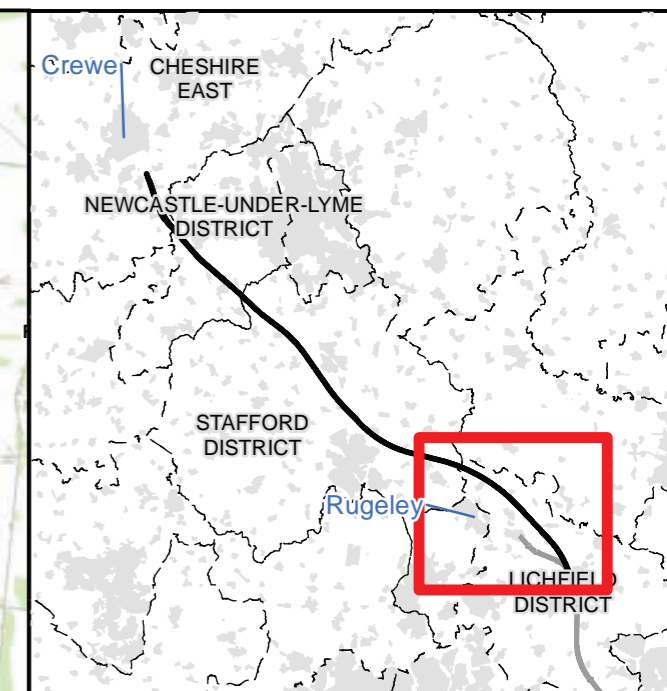 Crewe
CHESHIRE
EAST
NEWCASTLE-UNDER-LYME
DISTRICT
STAFFORD
DISTRICT
Rugeley
LICHFIELD
DISTRICT